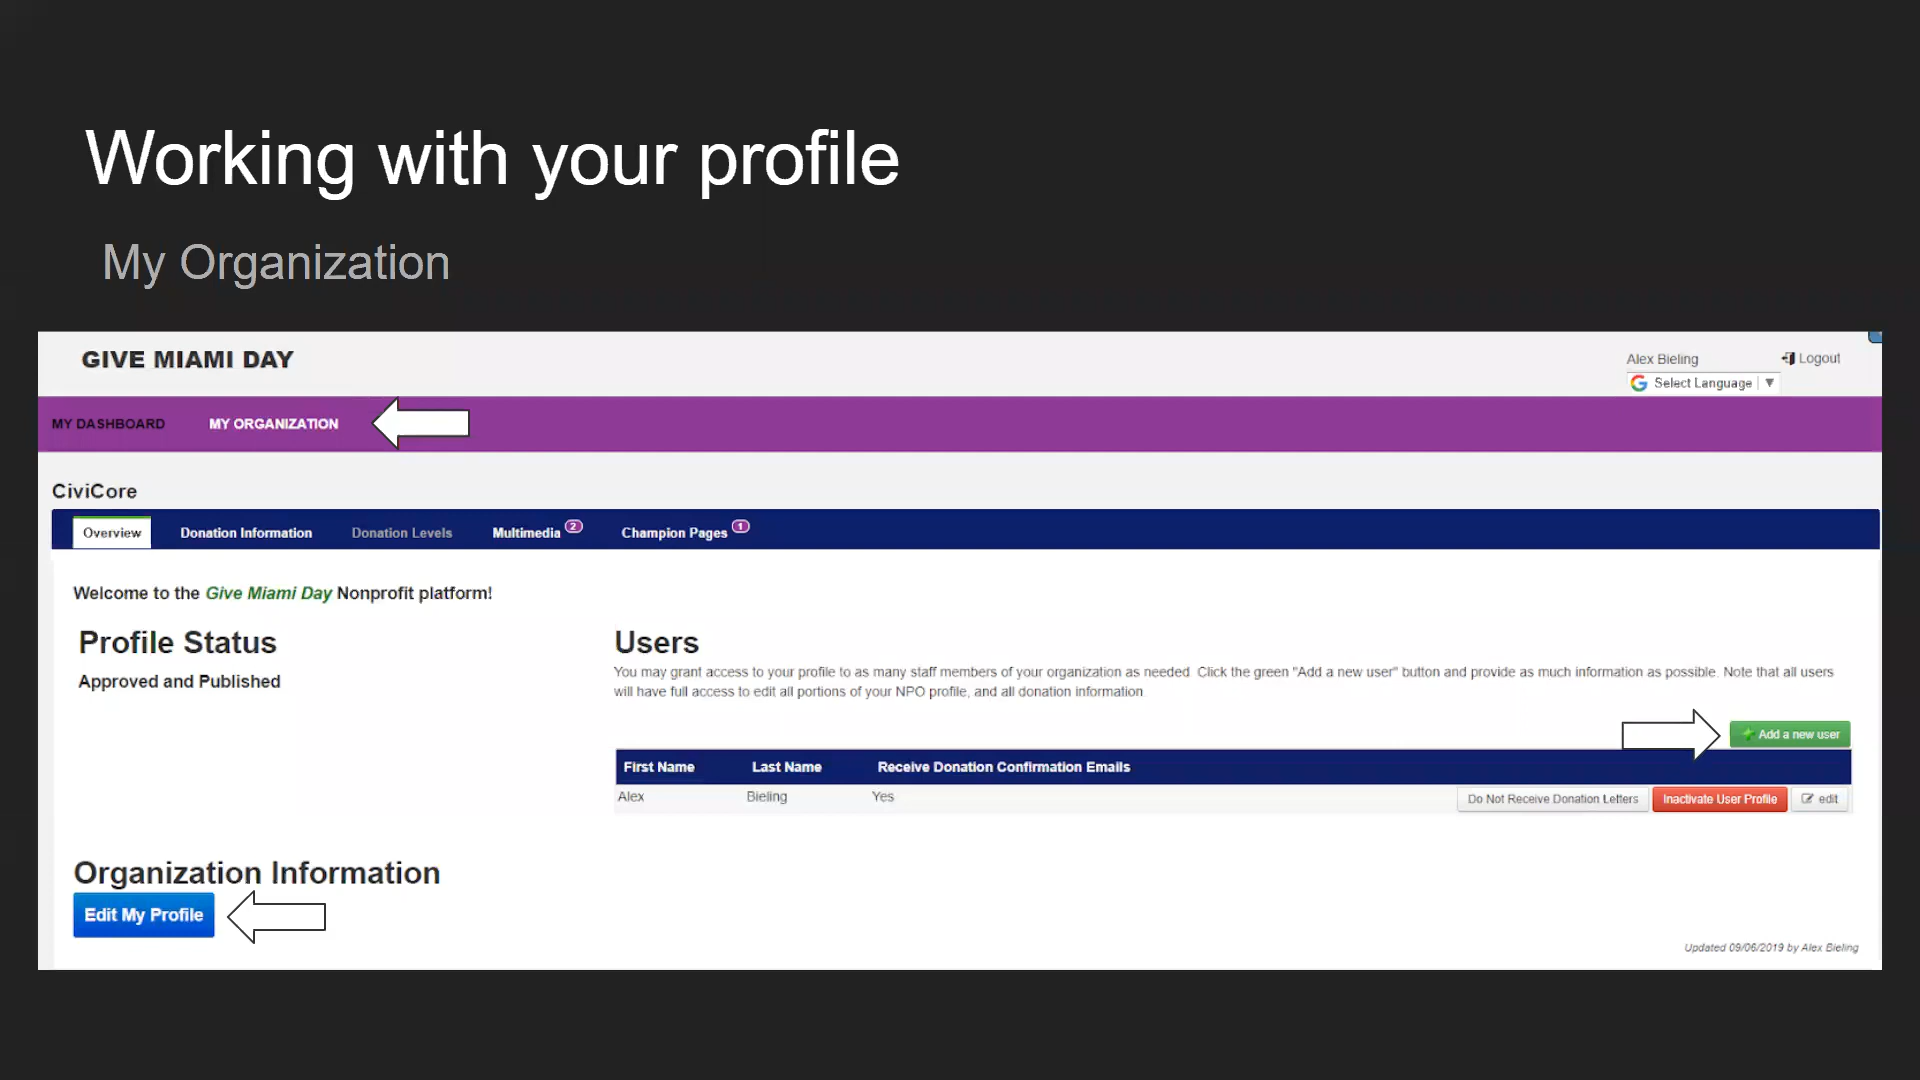 Working with your profile
My Organization
GIVE MIAMI DAY
Alex Bieling
Logout
Select Language
MY DASHBOARD
MY ORGANIZATION
CiviCore
Overview
Donation Information
Donation Levels
Multimedia 2
Champion Pages 1
Welcome to the Give Miami Day Nonprofit platform!
Profile Status
Approved and Published
Users
You may grant access to your profile to as many staff members of your organization as needed. Click the green "Add a new user" button and provide as much information as possible. Note that all users
will have full access to edit all portions of your NPO profile, and all donation information
Add a new user
First Name Last Name Receive Donation Confirmation Emails
Alex Bieling Yes
Do Not Receive Donation Letters
Inactivate User Profile
edit
Organization Information
Edit My Profile
Updated 09/06/2019 by Alex Bieling